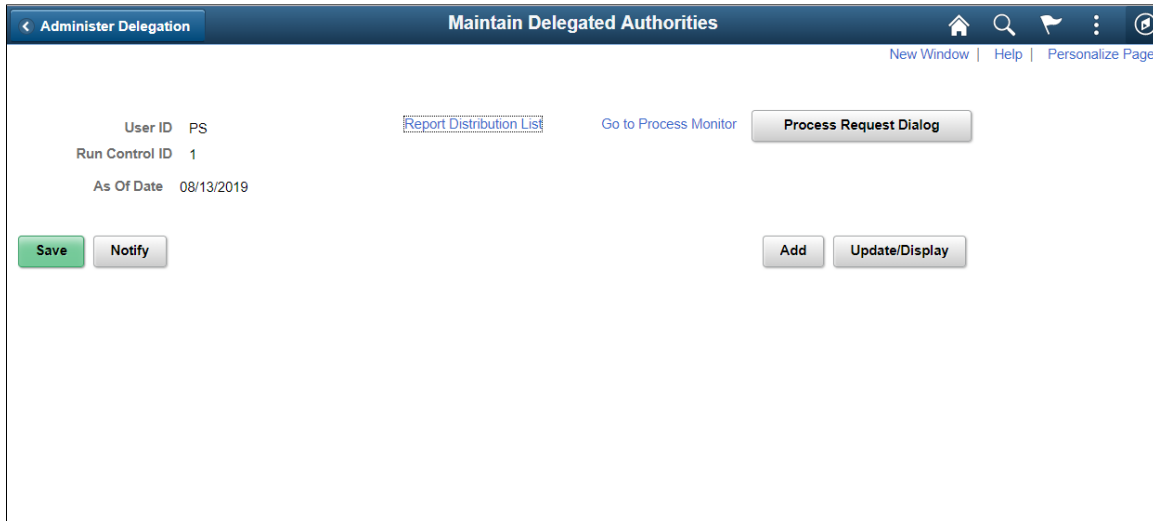 Administer Delegation Maintain Delegated Authorities
New Window | Help | Personalize Page
User ID PS Report Distribution List Go to Process Monitor Process Request Dialog
Run Control ID 1
As Of Date 08/13/2019
Save Notify Add Update/Display